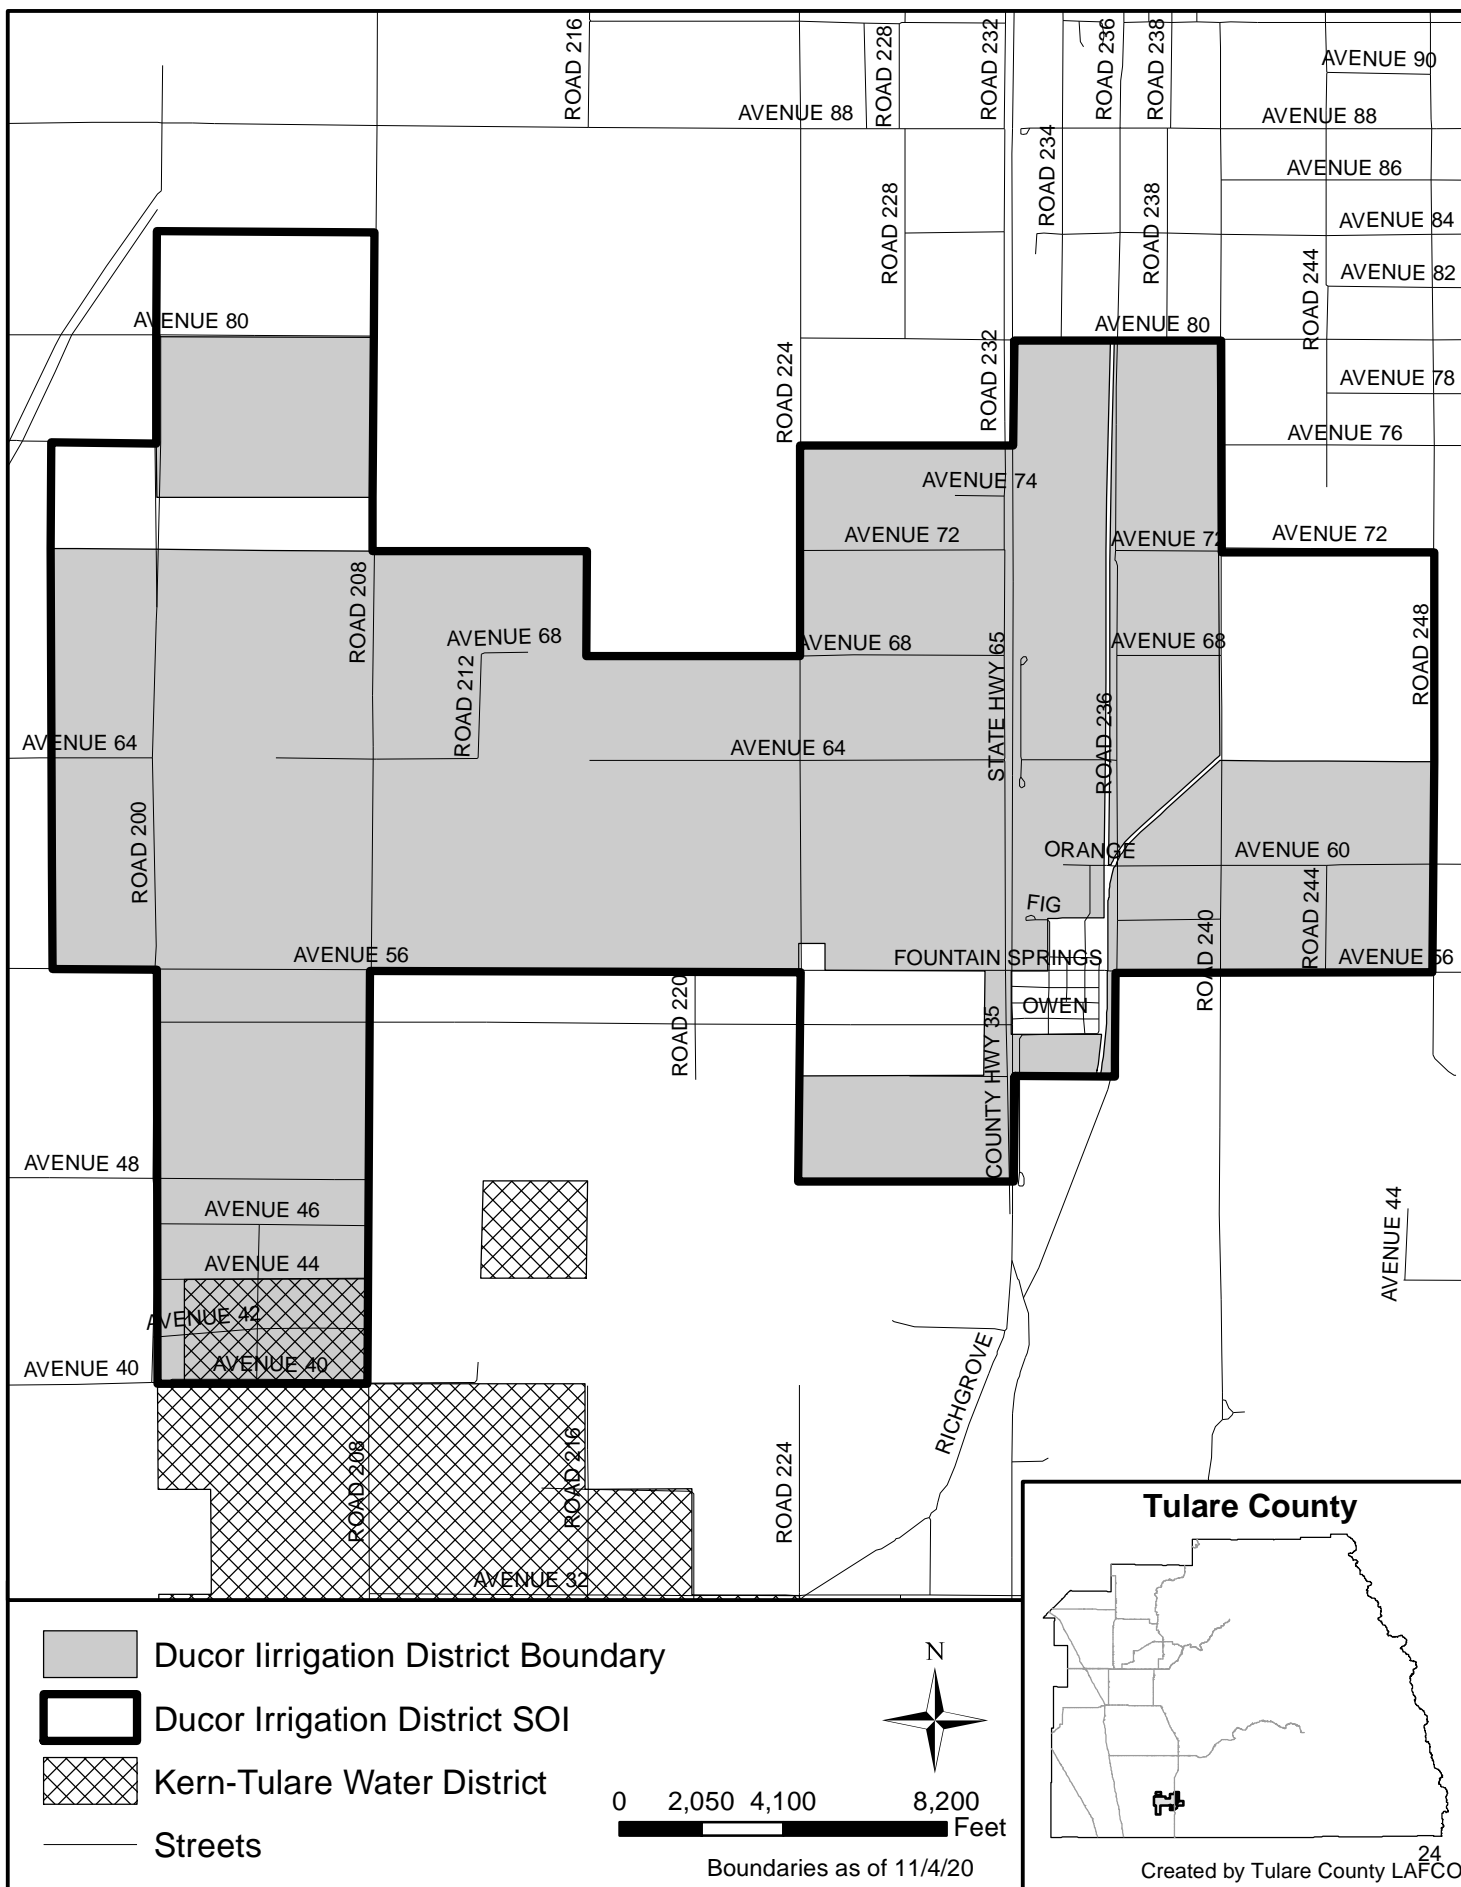 ROAD 216
ROAD 228
ROAD 232
ROAD 236
ROAD 238
AVENUE 90
AVENUE 88
AVENUE 88
ROAD 234
AVENUE 86
ROAD 228
ROAD 238
AVENUE 84
ROAD 244
AVENUE 82
AVENUE 80
AVENUE 80
ROAD 224
ROAD 232
AVENUE 78
AVENUE 76
AVENUE 74
AVENUE 72
AVENUE 72
AVENUE 72
ROAD 208
AVENUE 68
AVENUE 68
AVENUE 68
ROAD 248
ROAD 212
STATE HWY 65
ROAD 236
AVENUE 64
AVENUE 64
ROAD 200
ORANGE
AVENUE 60
FIG
ROAD 244
ROAD 240
AVENUE 56
FOUNTAIN SPRINGS
AVENUE 56
ROAD 220
OWEN
COUNTY HWY 35
AVENUE 48
AVENUE 46
AVENUE 44
AVENUE 44
AVENUE 42
AVENUE 40
AVENUE 40
RICHGROVE
ROAD 208
ROAD 216
ROAD 224
AVENUE 32
Tulare County
Ducor Iirrigation District Boundary
Ducor Irrigation District SOI
Kern-Tulare Water District
Streets
N
0 2,050 4,100 8,200
Feet
Boundaries as of 11/4/20
24
Created by Tulare County LAFCO